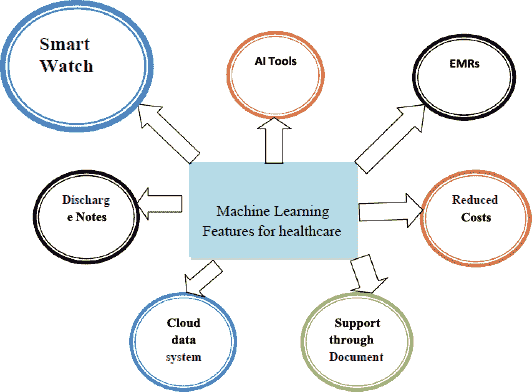 Smart
Watch
AI Tools
EMRs
Discharg
e Notes
Machine Learning
Features for healthcare
Reduced
Costs
Cloud
data
system
Support
through
Document